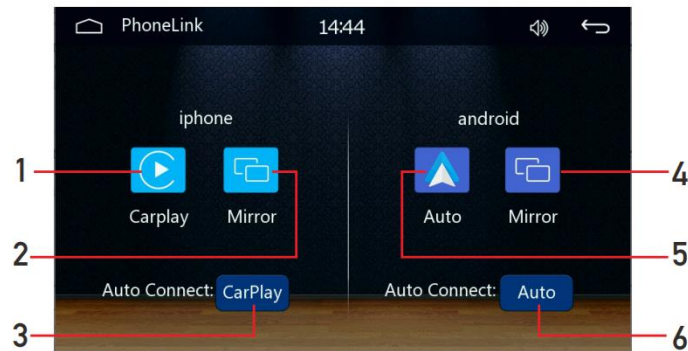 PhoneLink 14:44
iphone android
1 4
Carplay Mirror Auto Mirror
2 5
Auto Connect: CarPlay Auto Connect: Auto
3 6